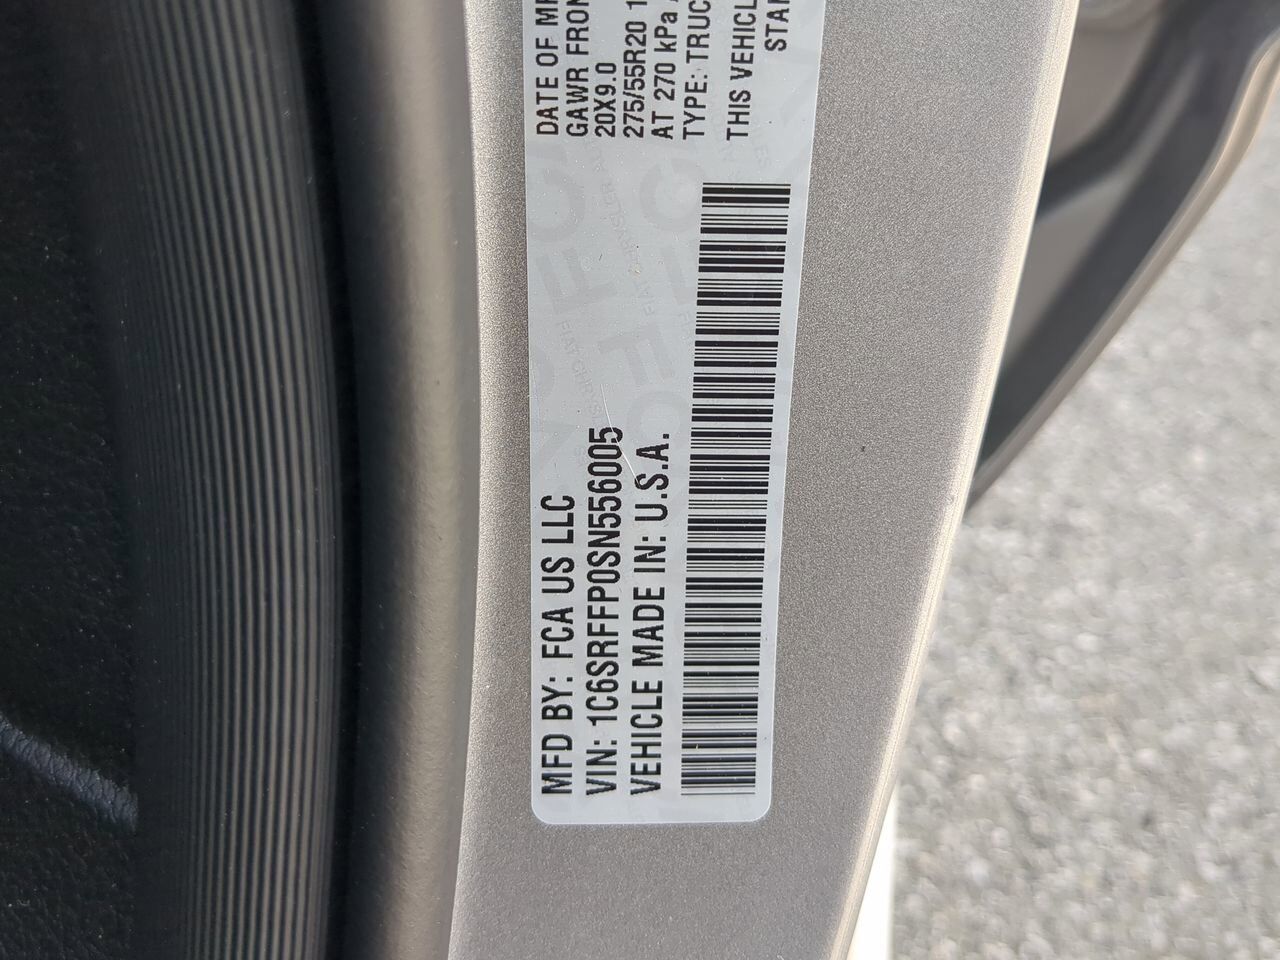 MFD BY: FCA US LLC
VIN: 1C6SRFFP0SN556005
VEHICLE MADE IN: U.S.A.
DATE OF
GAWR FRON
20X9.0
275/55R20
AT 270 kPa
TYPE: TRUC
THIS VEHICL
STAN